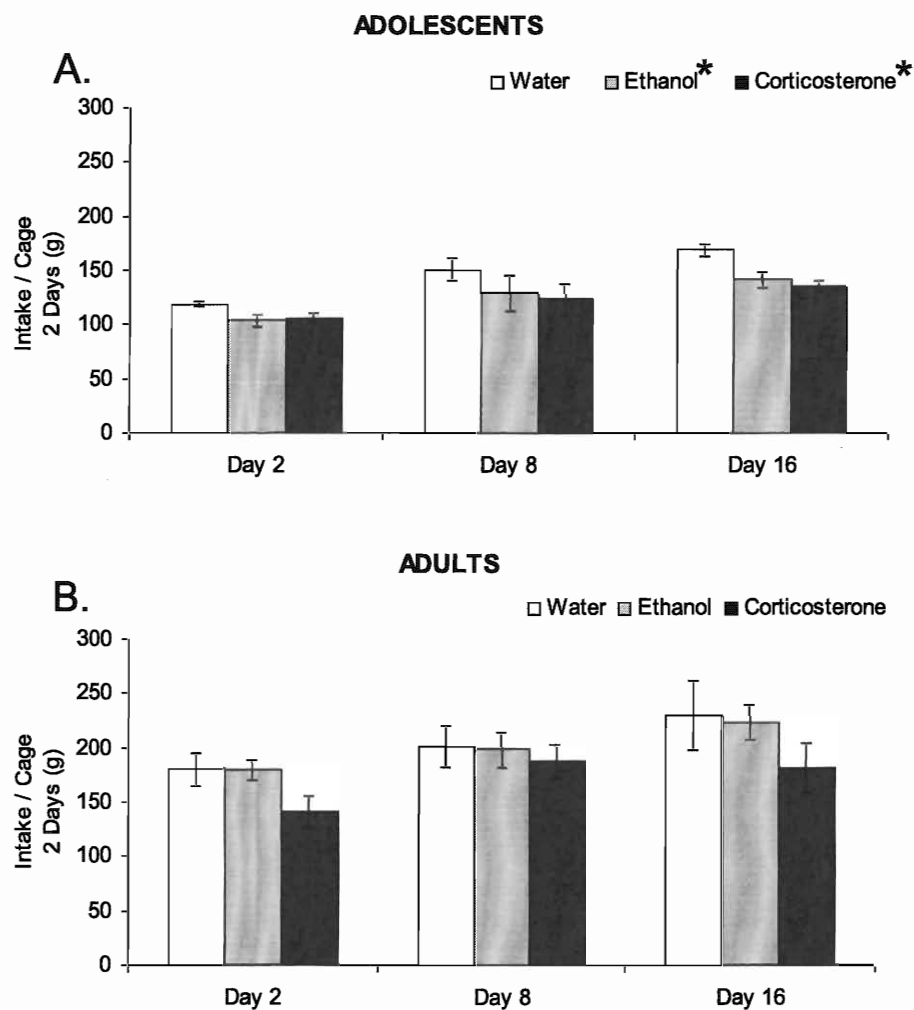 ADOLESCENTS
A.
Water Ethanol* Corticosterone*
300
250
200
150
100
50
0
Intake / Cage
2 Days (g)
Day 2 Day 8 Day 16
ADULTS
B.
Water Ethanol Corticosterone
300
250
200
150
100
50
0
Intake / Cage
2 Days (g)
Day 2 Day 8 Day 16